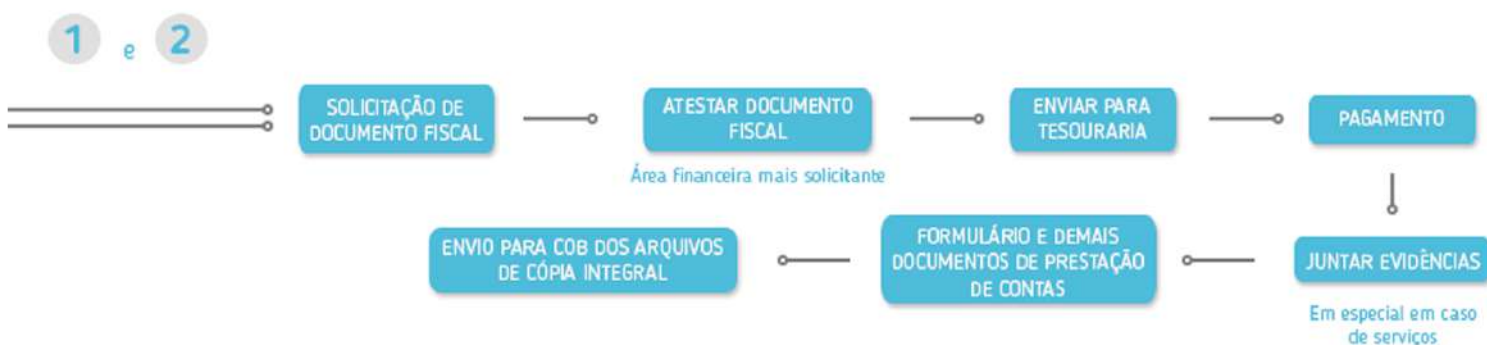 1 e 2
SOLICITAÇÃO DE
DOCUMENTO FISCAL
ATESTAR DOCUMENTO
FISCAL
Área financeira mais solicitante
ENVIAR PARA
TESOURARIA
PAGAMENTO
JUNTAR EVIDÊNCIAS
Em especial em caso
de serviços
FORMULÁRIO E DEMAIS
DOCUMENTOS DE PRESTAÇÃO
DE CONTAS
ENVIO PARA COB DOS ARQUIVOS
DE CÓPIA INTEGRAL